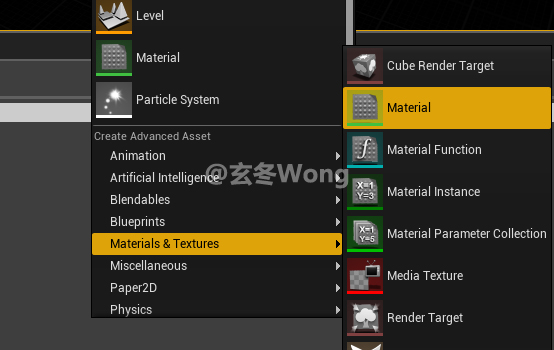 Level
Material
Particle System
Create Advanced Asset
Animation
Artificial Intelligence
Blendables
Blueprints
Materials & Textures
Miscellaneous
Paper2D
Physics
Cube Render Target
Material
Material Function
Material Instance
Material Parameter Collection
Media Texture
Render Target
f
X=1
Y=3
X=1
Y=5
@玄冬Wong